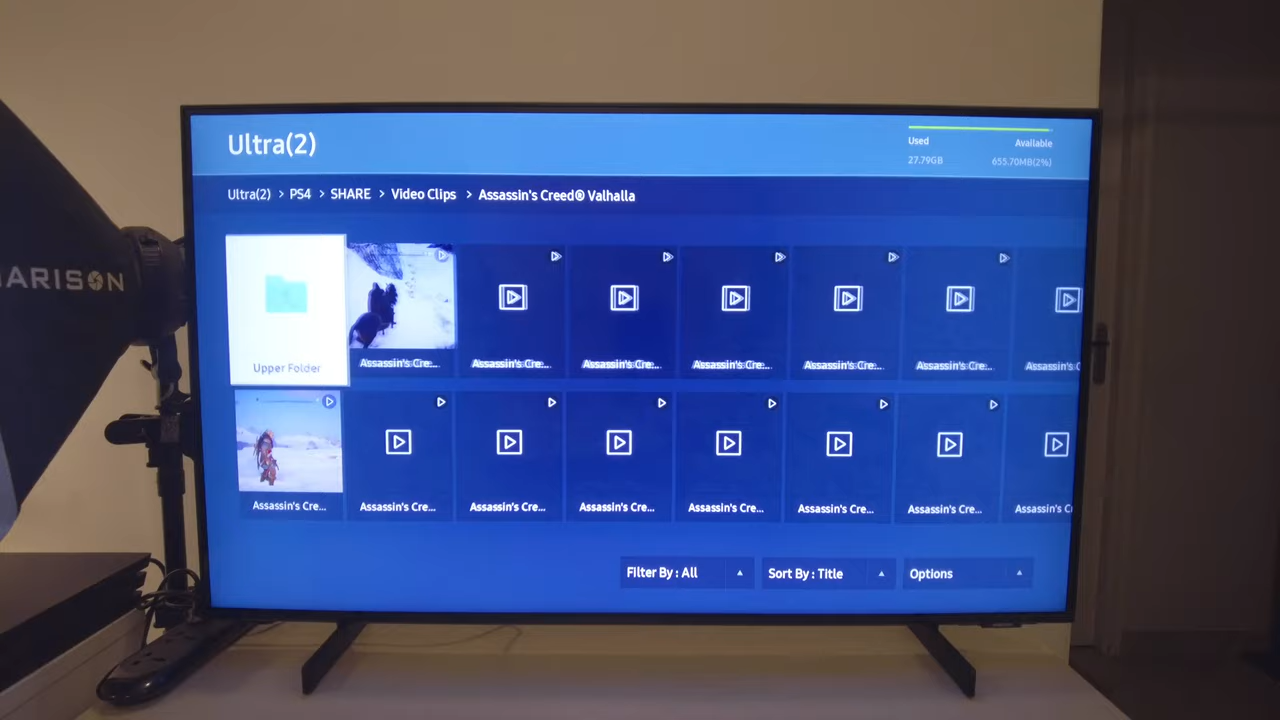 Ultra(2)
Used
Available
27.79GB
655.70MB(2%)
Ultra(2) > PS4 > SHARE > Video Clips > Assassin's Creed® Valhalla
ARISON
Upper Folder
Assassin's Cre...
Assassin's Cre...
Assassin's Cre...
Assassin's Cre...
Assassin's Cre...
Assassin's Cre...
Assassin's C
Assassin's Cre...
Assassin's Cre...
Assassin's Cre...
Assassin's Cre...
Assassin's Cre...
Assassin's Cre...
Assassin's Cre...
Assassin's C
Filter By : All
Sort By : Title
Options